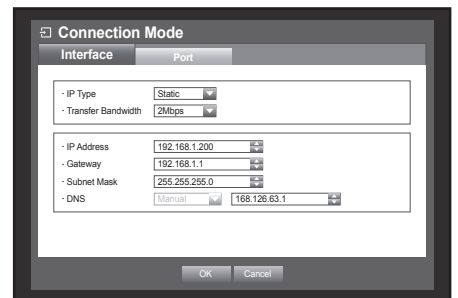 Connection Mode
Interface Port
· IP Type Static
· Transfer Bandwidth 2Mbps
· IP Address 192.168.1.200
· Gateway 192.168.1.1
· Subnet Mask 255.255.255.0
· DNS Manual 168.126.63.1
OK Cancel